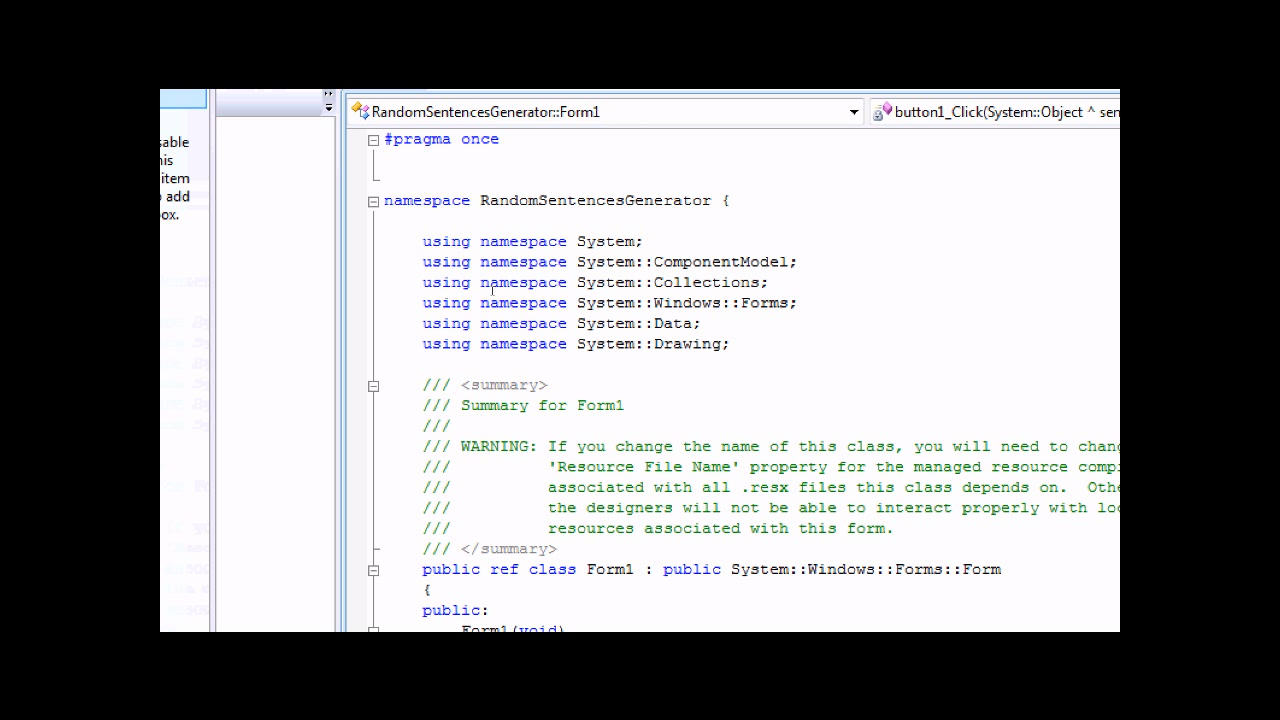 RandomSentencesGenerator::Form1
button1_Click(System::Object ^ sen
sable
his
item
add
ox.
#pragma once
namespace RandomSentencesGenerator {
using namespace System;
using namespace System::ComponentModel;
using namespace System::Collections;
using namespace System::Windows::Forms;
using namespace System::Data;
using namespace System::Drawing;
/// <summary>
/// Summary for Form1
///
/// WARNING: If you change the name of this class, you will need to chang
///          'Resource File Name' property for the managed resource compi
///          associated with all .resx files this class depends on.  Othe
///          the designers will not be able to interact properly with loc
///          resources associated with this form.
/// </summary>
public ref class Form1 : public System::Windows::Forms::Form
{
public:
Form1(void)